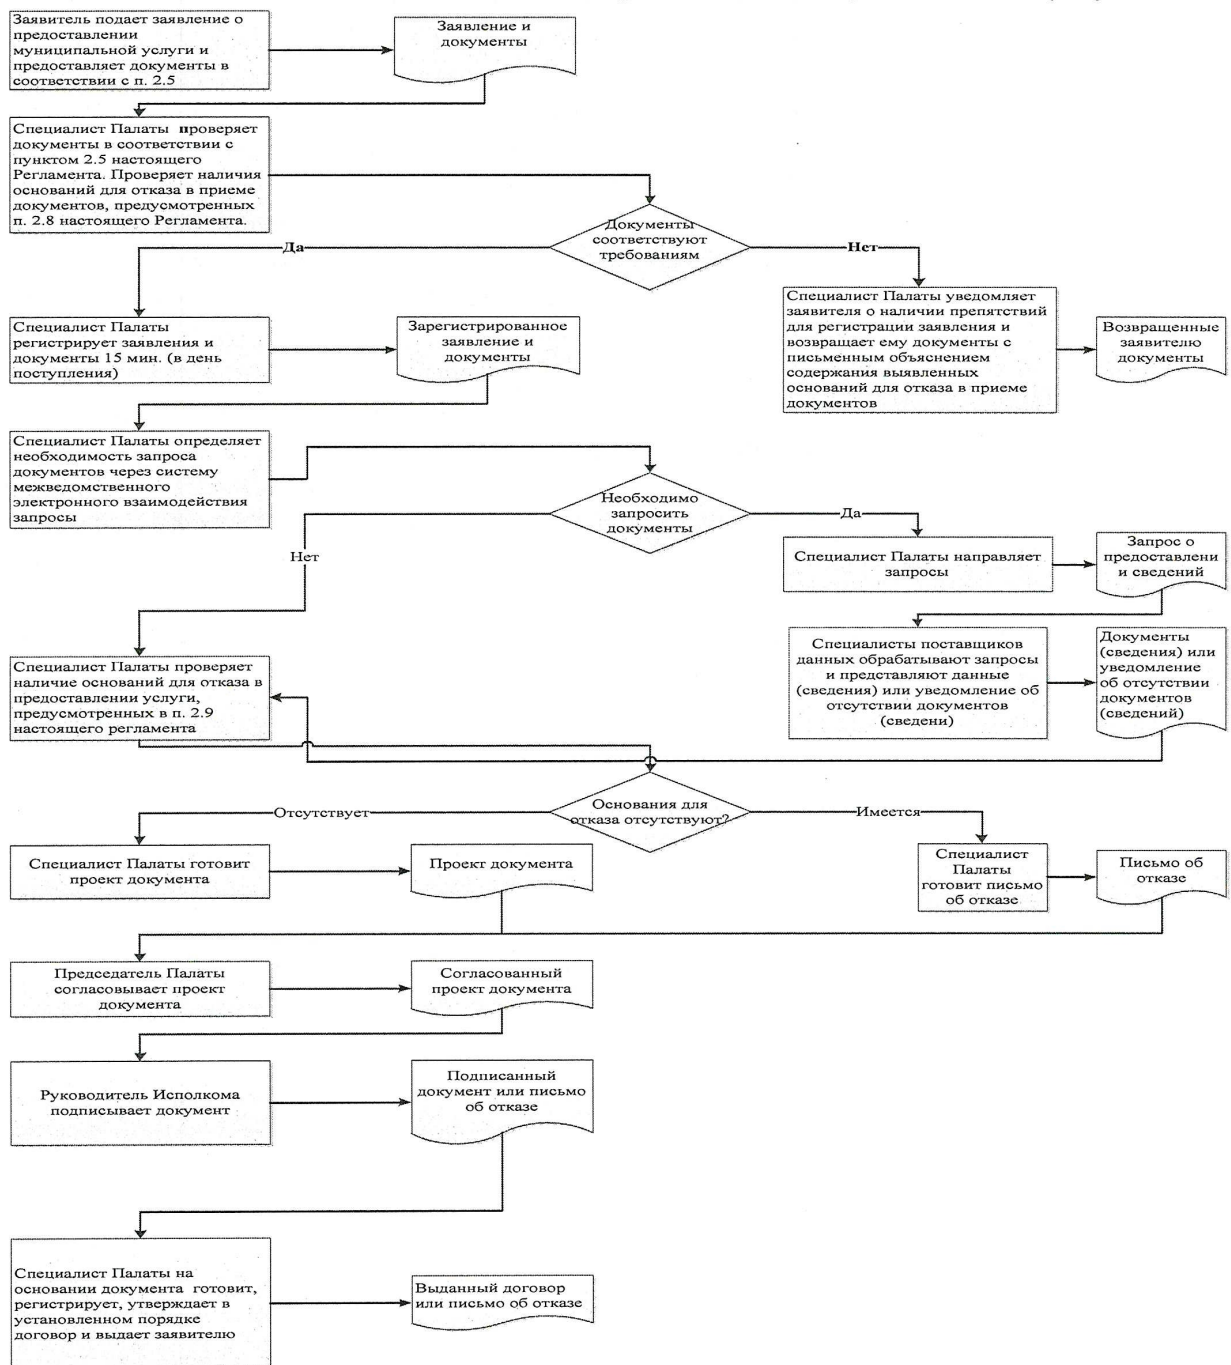 Заявитель подает заявление о
предоставлении
муниципальной услуги и
предоставляет документы в
соответствии с п. 2.5
Заявление и
документы
Специалист Палаты проверяет
документы в соответствии с
пунктом 2.5 настоящего
Регламента. Проверяет наличия
оснований для отказа в приеме
документов, предусмотренных
п. 2.8 настоящего Регламента.
Документы
соответствуют
требованиям
Да
Нет
Специалист Палаты
регистрирует заявления и
документы 15 мин. (в день
поступления)
Зарегистрированное
заявление и
документы
Специалист Палаты уведомляет
заявителя о наличии препятствий
для регистрации заявления и
возвращает ему документы с
письменным объяснением
содержания выявленных
оснований для отказа в приеме
документов
Возвращенные
заявителю
документы
Специалист Палаты определяет
необходимость запроса
документов через систему
межведомственного
электронного взаимодействия
запросы
Необходимо
запросить
документы
Да
Нет
Специалист Палаты направляет
запросы
Запрос о
предоставлени
и сведений
Специалисты поставщиков
данных обрабатывают запросы
и представляют данные
(сведения) или уведомление об
отсутствии документов
(сведени)
Документы
(сведения) или
уведомление
об отсутствии
документов
(сведений)
Специалист Палаты проверяет
наличие оснований для отказа в
предоставлении услуги,
предусмотренных в п. 2.9
настоящего регламента
Основания для
отказа отсутствуют?
Отсутствует
Имеется
Специалист Палаты готовит
проект документа
Проект документа
Специалист
Палаты
готовит письмо
об отказе
Письмо об
отказе
Председатель Палаты
согласовывает проект
документа
Согласованный
проект документа
Руководитель Исполкома
подписывает документ
Подписанный
документ или письмо
об отказе
Специалист Палаты на
основании документа готовит,
регистрирует, утверждает в
установленном порядке
договор и выдает заявителю
Выданный договор
или письмо об отказе